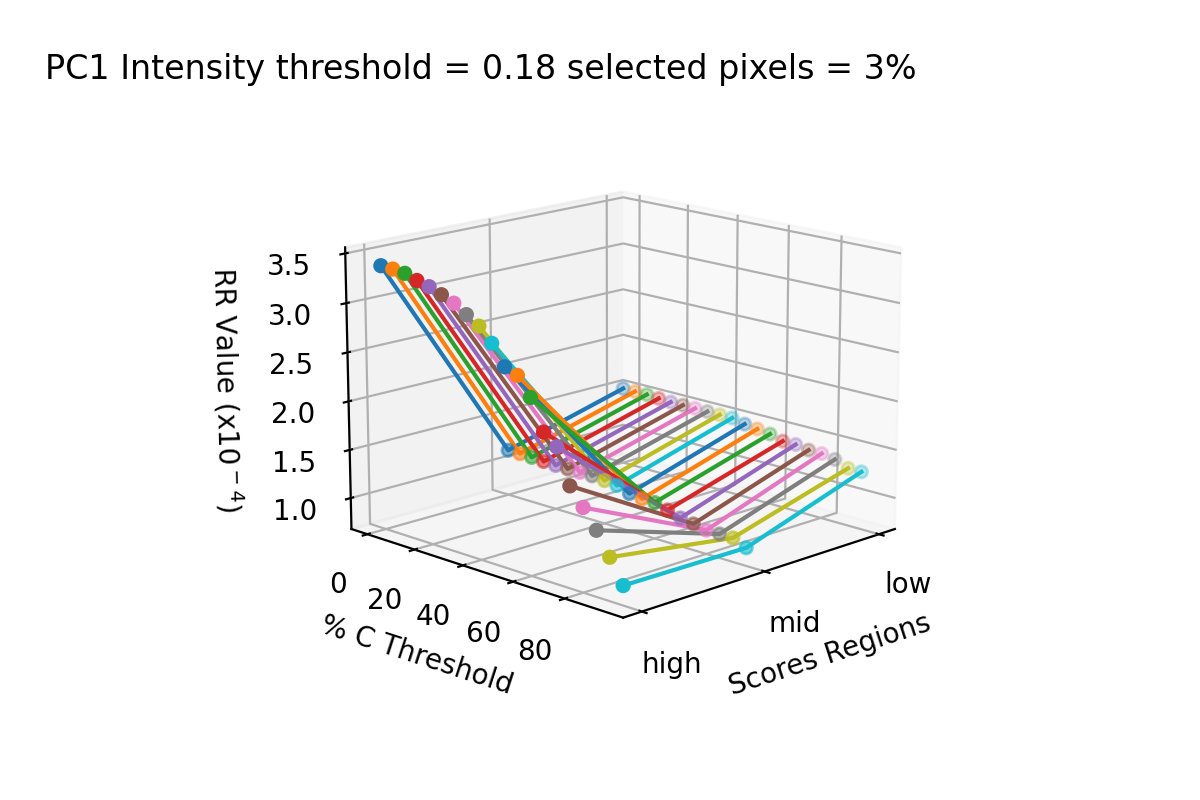 PC1 Intensity threshold = 0.18 selected pixels = 3%
RR Value (x10⁻⁴)
3.5
3.0
2.5
2.0
1.5
1.0
0
20
40
60
80
% C Threshold
high
mid
low
Scores Regions